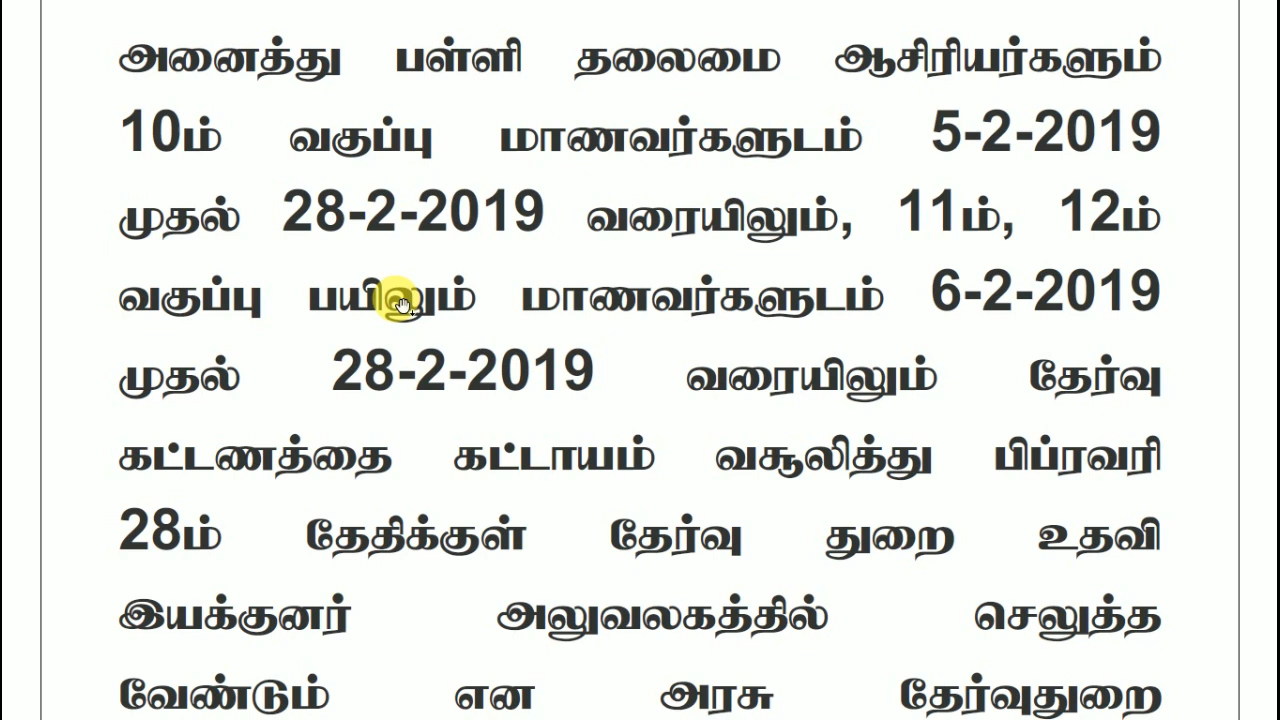 அனைத்து பள்ளி தலைமை ஆசிரியர்களும்
10ம் வகுப்பு மாணவர்களுடம் 5-2-2019
முதல் 28-2-2019 வரையிலும், 11ம், 12ம்
வகுப்பு பயிலும் மாணவர்களுடம் 6-2-2019
முதல் 28-2-2019 வரையிலும் தேர்வு
கட்டணத்தை கட்டாயம் வசூலித்து பிப்ரவரி
28ம் தேதிக்குள் தேர்வு துறை உதவி
இயக்குனர் அலுவலகத்தில் செலுத்த
வேண்டும் என அரசு தேர்வுதுறை